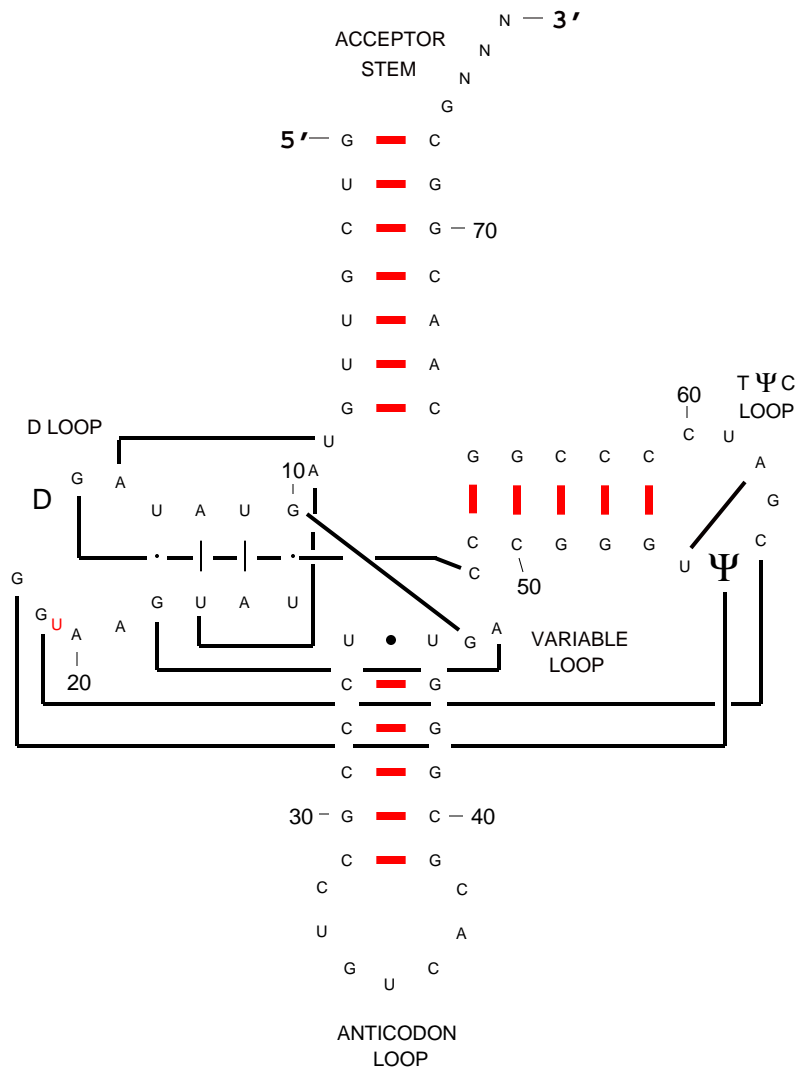 N 3′
ACCEPTOR
STEM
N
N
G
5′ G C
U G
C G 70
G C
U A
U A
G C
T Ψ C
LOOP
60
D LOOP
U
C U
G A
10 A
G G C C C
A
D
U A U G
G
C C G G G
C
C
50
U Ψ
G
G U A A G U A U
20
U • U G A
VARIABLE
LOOP
C G
C G
C G
30 G C 40
C G
C C
U A
G U C
ANTICODON
LOOP